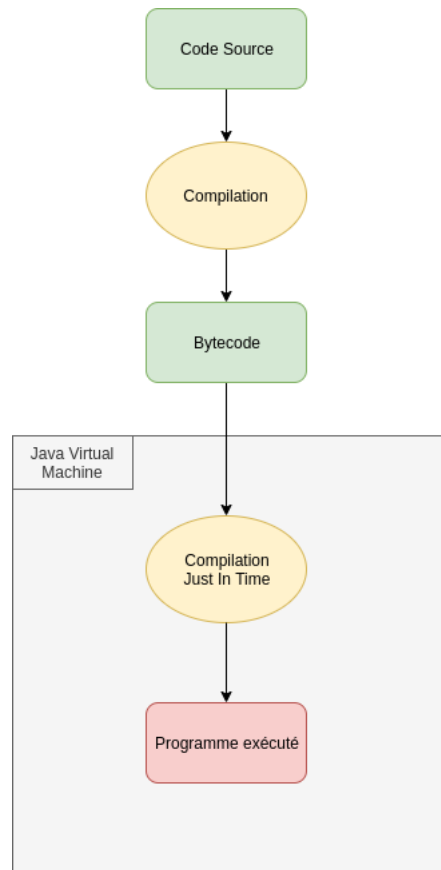 Code Source
Compilation
Bytecode
Java Virtual
Machine
Compilation
Just In Time
Programme exécuté